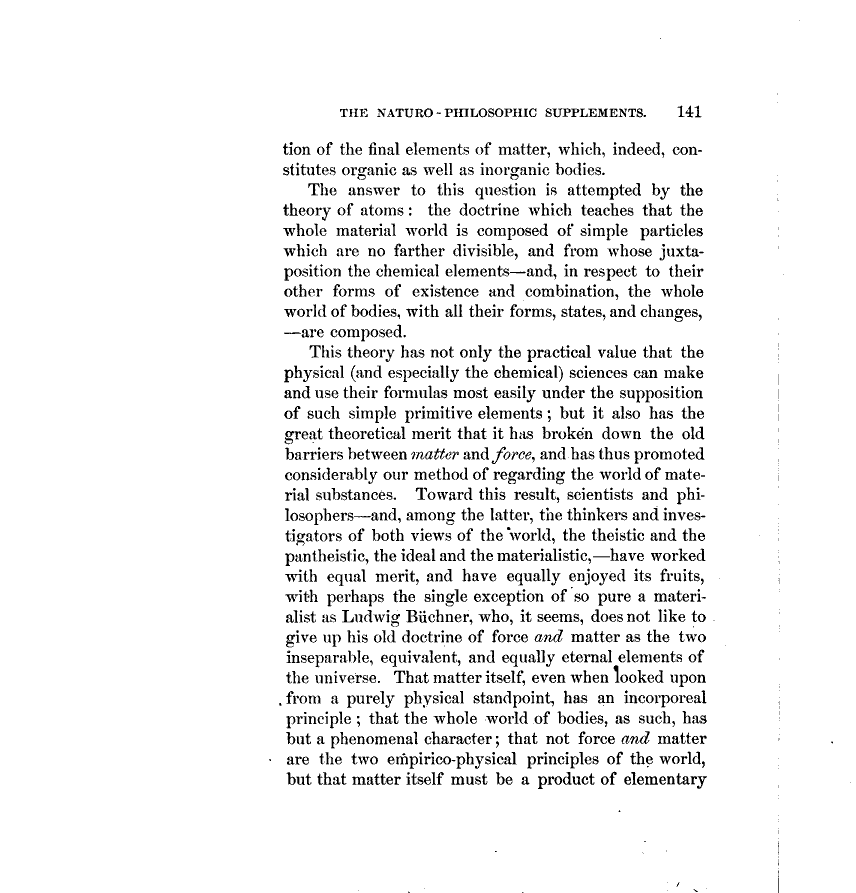 THE NATURO-PHILOSOPHIC SUPPLEMENTS. 141
tion of the final elements of matter, which, indeed, con-
stitutes organic as well as inorganic bodies.
The answer to this question is attempted by the
theory of atoms: the doctrine which teaches that the
whole material world is composed of simple particles
which are no farther divisible, and from whose juxta-
position the chemical elements—and, in respect to their
other forms of existence and combination, the whole
world of bodies, with all their forms, states, and changes,
—are composed.
This theory has not only the practical value that the
physical (and especially the chemical) sciences can make
and use their formulas most easily under the supposition
of such simple primitive elements; but it also has the
great theoretical merit that it has broken down the old
barriers between matter and force, and has thus promoted
considerably our method of regarding the world of mate-
rial substances. Toward this result, scientists and phi-
losophers—and, among the latter, the thinkers and inves-
tigators of both views of the world, the theistic and the
pantheistic, the ideal and the materialistic,—have worked
with equal merit, and have equally enjoyed its fruits,
with perhaps the single exception of so pure a materi-
alist as Ludwig Büchner, who, it seems, does not like to
give up his old doctrine of force and matter as the two
inseparable, equivalent, and equally eternal elements of
the universe. That matter itself, even when looked upon
from a purely physical standpoint, has an incorporeal
principle; that the whole world of bodies, as such, has
but a phenomenal character; that not force and matter
are the two empirico-physical principles of the world,
but that matter itself must be a product of elementary